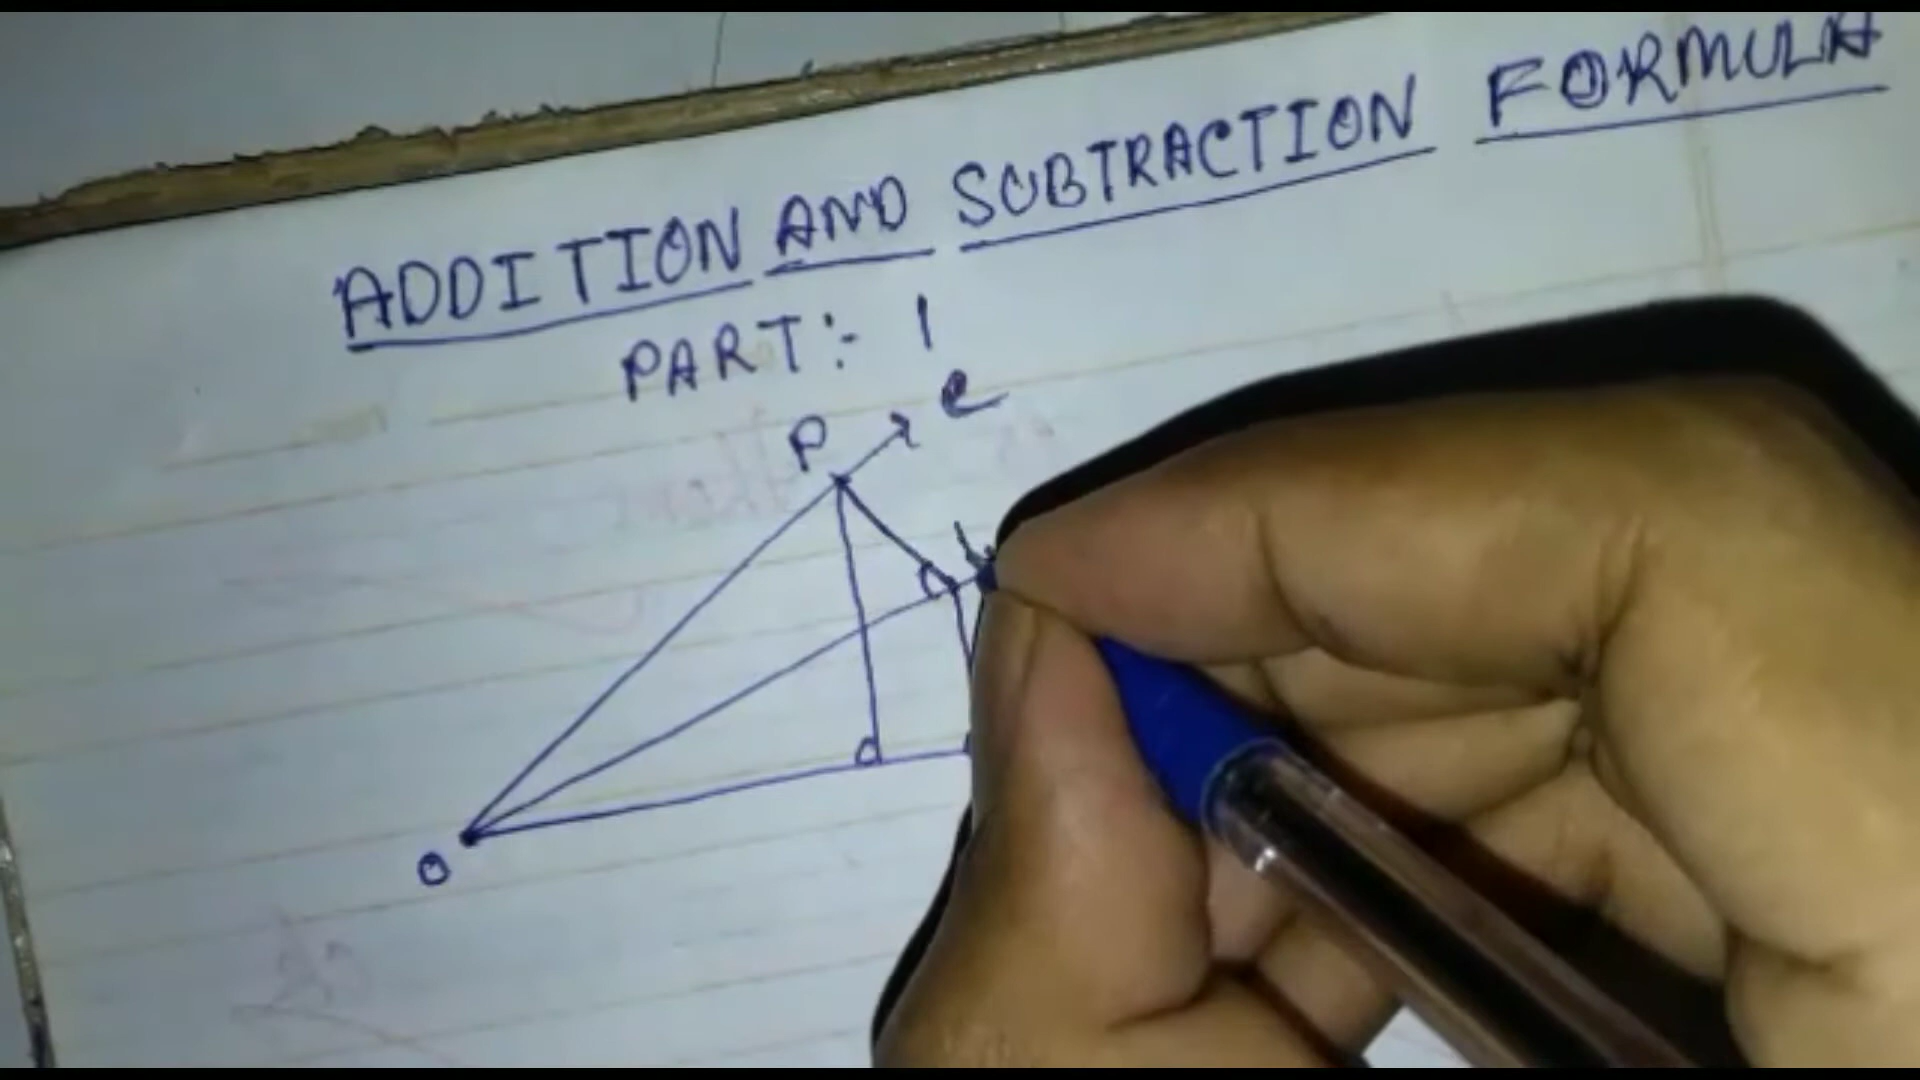 ADDITION AND SUBTRACTION FORMULA
PART:- 1
P
O